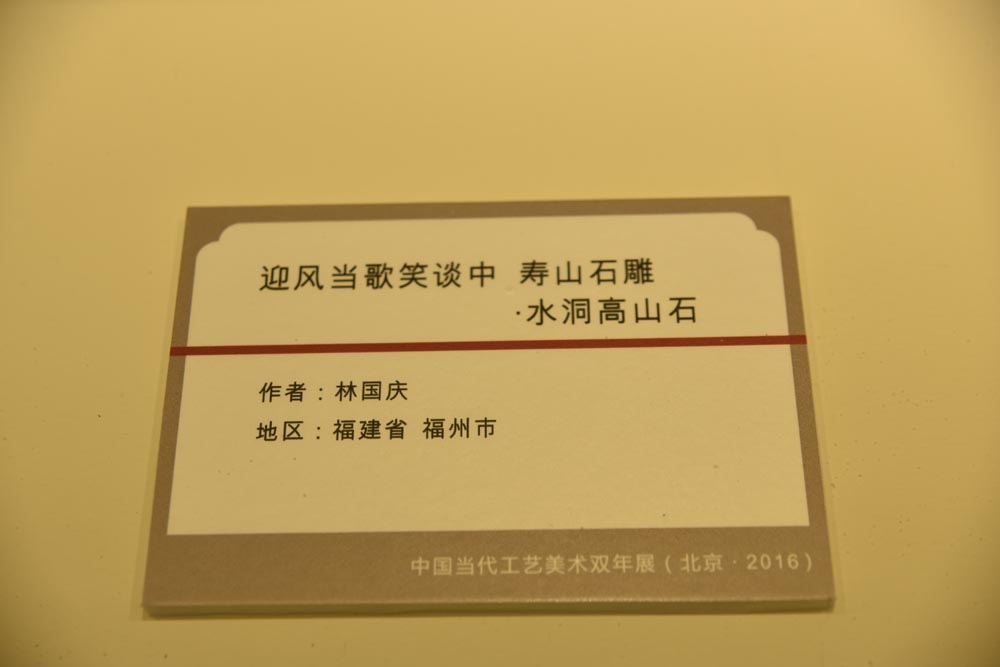 迎风当歌笑谈中 寿山石雕
·水洞高山石
作者：林国庆
地区：福建省 福州市
中国当代工艺美术双年展（北京·2016）